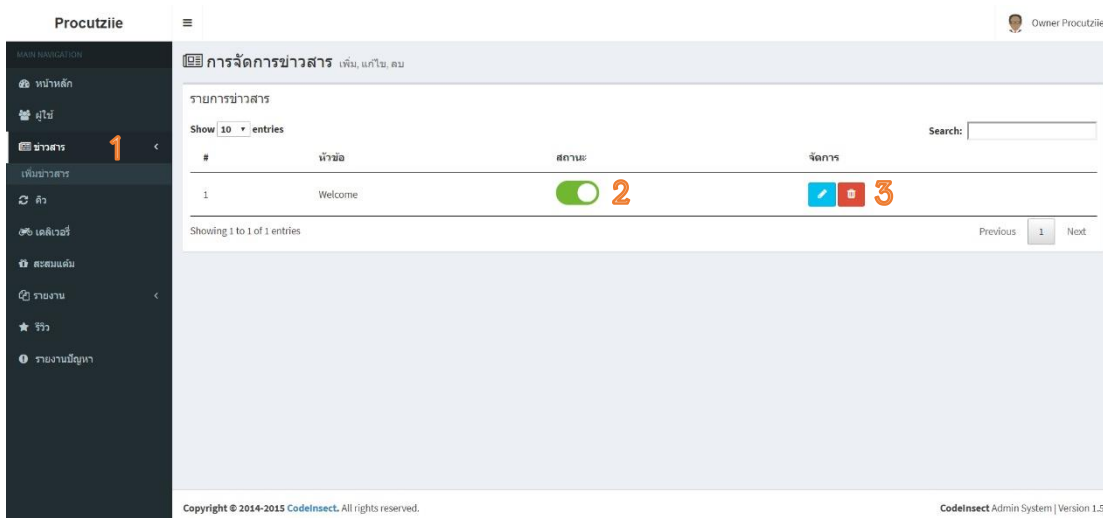 Procutziie
Owner Procutziie
MAIN NAVIGATION
หน้าหลัก
ผู้ใช้
ข่าวสาร 1
เพิ่มข่าวสาร
คิว
เดลิเวอรี่
สะสมแต้ม
รายงาน
รีวิว
รายงานปัญหา
การจัดการข่าวสาร เพิ่ม, แก้ไข, ลบ
รายการข่าวสาร
Show 10 entries
Search:
# หัวข้อ สถานะ จัดการ
1 Welcome 2 3
Showing 1 to 1 of 1 entries
Previous 1 Next
Copyright © 2014-2015 CodeInsect. All rights reserved.
CodeInsect Admin System | Version 1.5